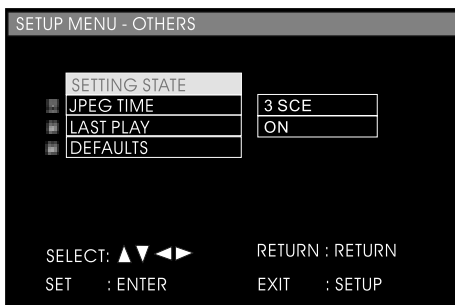 SETUP MENU - OTHERS
SETTING STATE
JPEG TIME 3 SCE
LAST PLAY ON
DEFAULTS
SELECT: ▲▼◄► RETURN : RETURN
SET : ENTER EXIT : SETUP